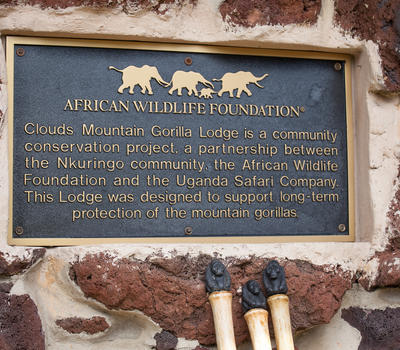 AFRICAN WILDLIFE FOUNDATION®
Clouds Mountain Gorilla Lodge is a community
conservation project, a partnership between
the Nkuringo community, the African Wildlife
Foundation and the Uganda Safari Company.
This Lodge was designed to support long-term
protection of the mountain gorillas.